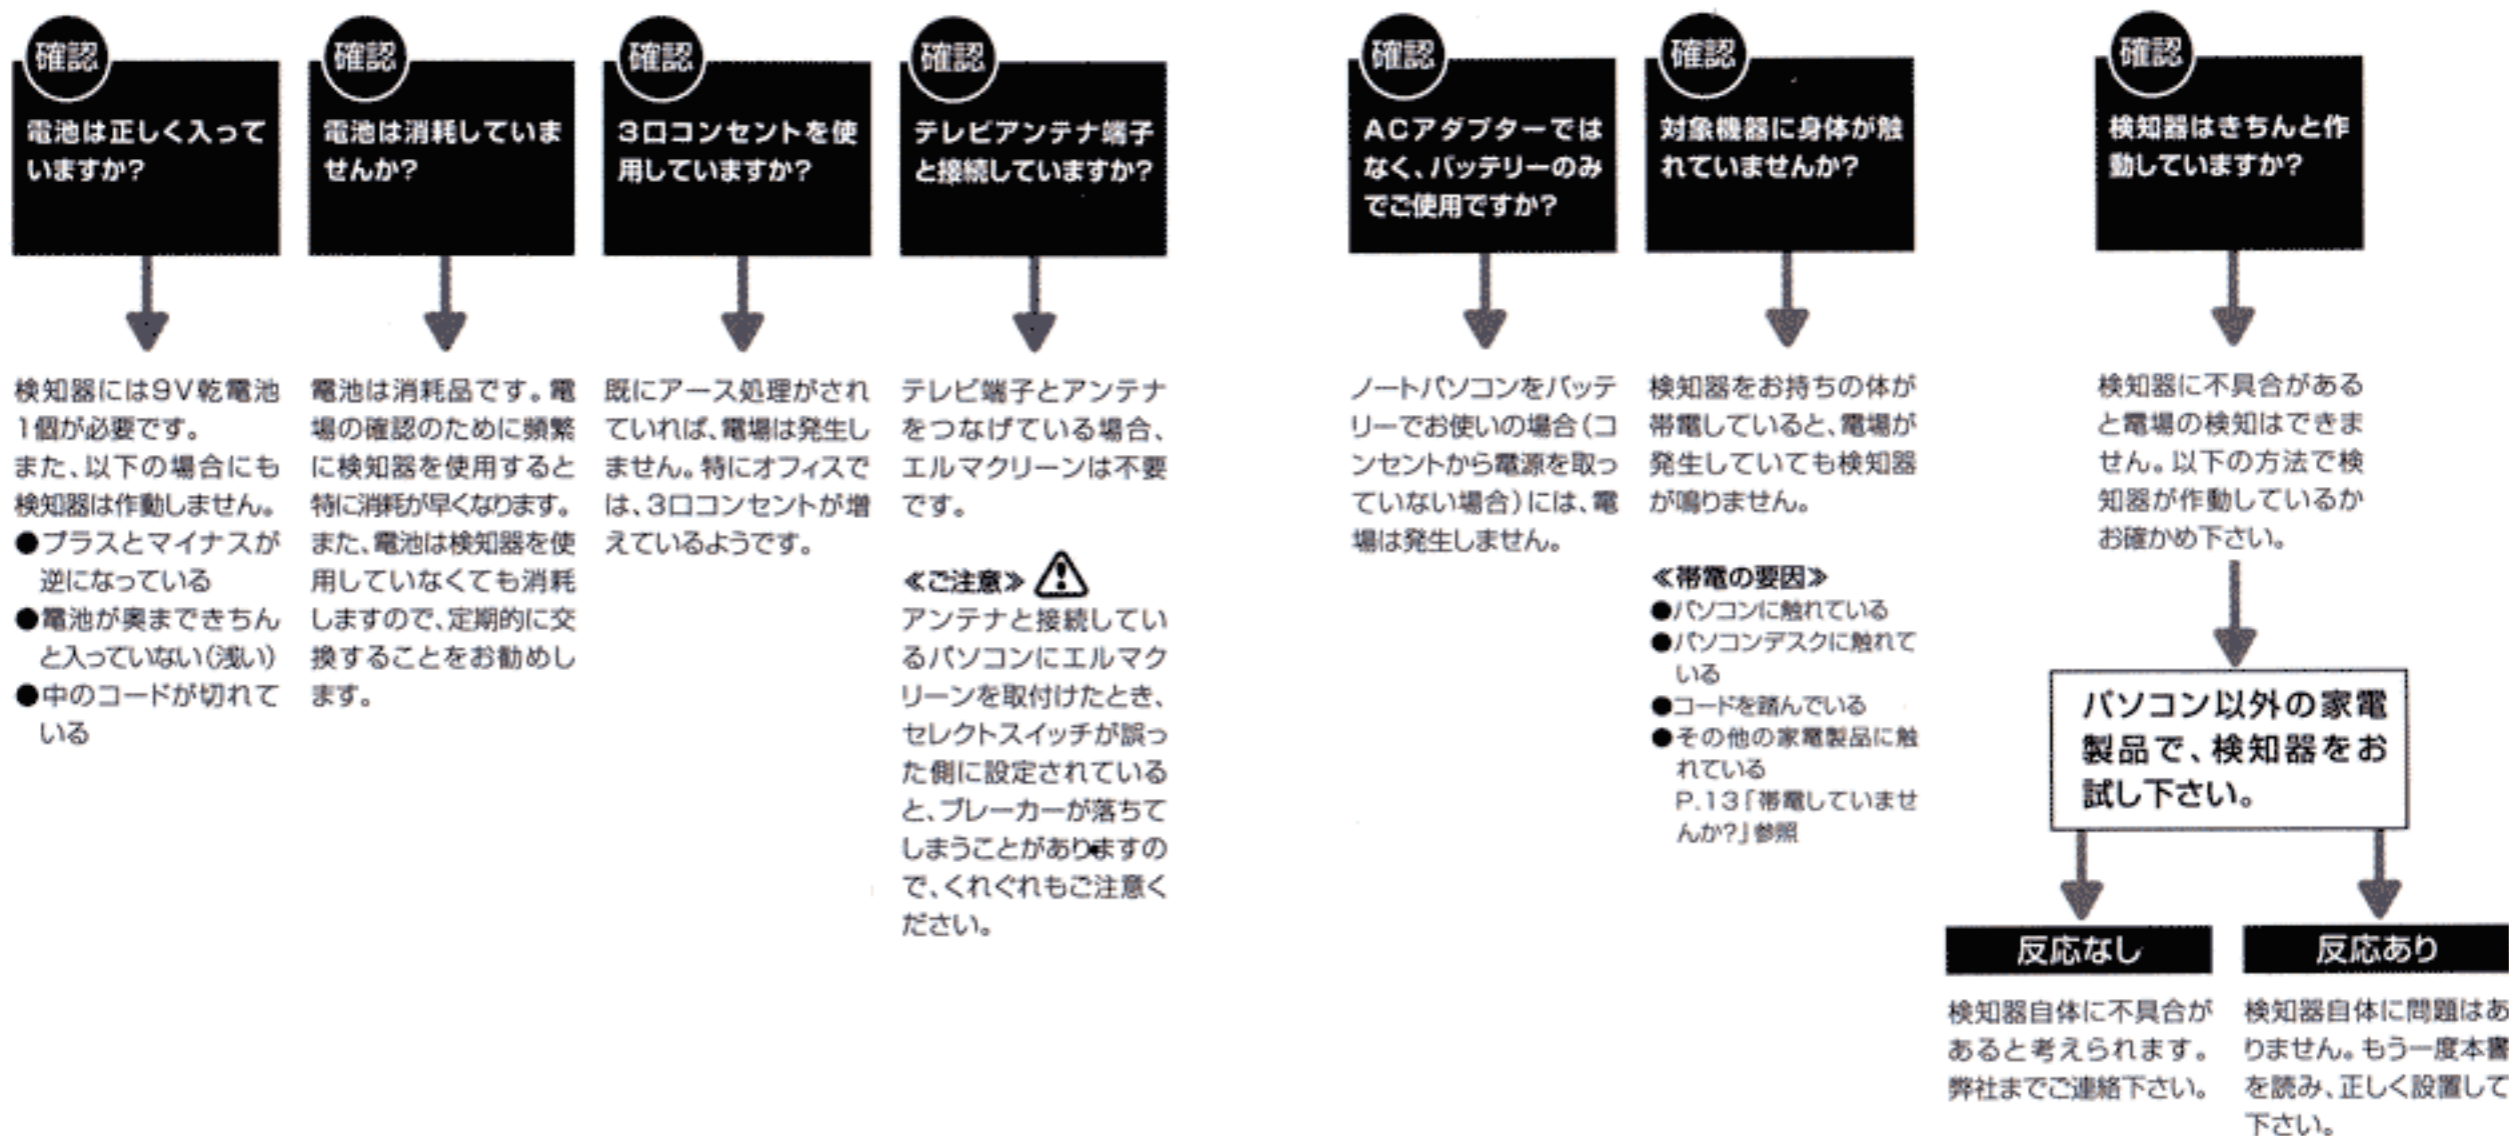 確認
電池は正しく入って
いますか?
検知器には9V乾電池
1個が必要です。
また、以下の場合にも
検知器は作動しません。
●プラスとマイナスが
逆になっている
●電池が奥まできちん
と入っていない(浅い)
●中のコードが切れて
いる
確認
電池は消耗していま
せんか?
電池は消耗品です。電
場の確認のために頻繁
に検知器を使用すると
特に消耗が早くなります。
また、電池は検知器を使
用していなくても消耗
しますので、定期的に交
換することをお勧めし
ます。
確認
3口コンセントを使
用していますか?
既にアース処理がされ
ていれば、電場は発生し
ません。特にオフィスで
は、3口コンセントが増
えているようです。
確認
テレビアンテナ端子
と接続していますか?
テレビ端子とアンテナ
をつなげている場合、
エルマクリーンは不要
です。
≪ご注意≫
アンテナと接続してい
るパソコンにエルマク
リーンを取付けたとき、
セレクトスイッチが誤っ
た側に設定されている
と、ブレーカーが落ちて
しまうことがありますの
で、くれぐれもご注意く
ださい。
確認
ACアダプターでは
なく、バッテリーのみ
でご使用ですか?
ノートパソコンをバッテ
リーでお使いの場合(コ
ンセントから電源を取っ
ていない場合)には、電
場は発生しません。
確認
対象機器に身体が触
れていませんか?
検知器をお持ちの体が
帯電していると、電場が
発生していても検知器
が鳴りません。
≪帯電の要因≫
●パソコンに触れている
●パソコンデスクに触れて
いる
●コードを踏んでいる
●その他の家電製品に触
れている
P.13「帯電していませ
んか?」参照
確認
検知器はきちんと作
動していますか?
検知器に不具合がある
と電場の検知はできま
せん。以下の方法で検
知器が作動しているか
お確かめ下さい。
パソコン以外の家電
製品で、検知器をお
試し下さい。
反応なし
検知器自体に不具合が
あると考えられます。
弊社までご連絡下さい。
反応あり
検知器自体に問題はあ
りません。もう一度本書
を読み、正しく設置して
下さい。